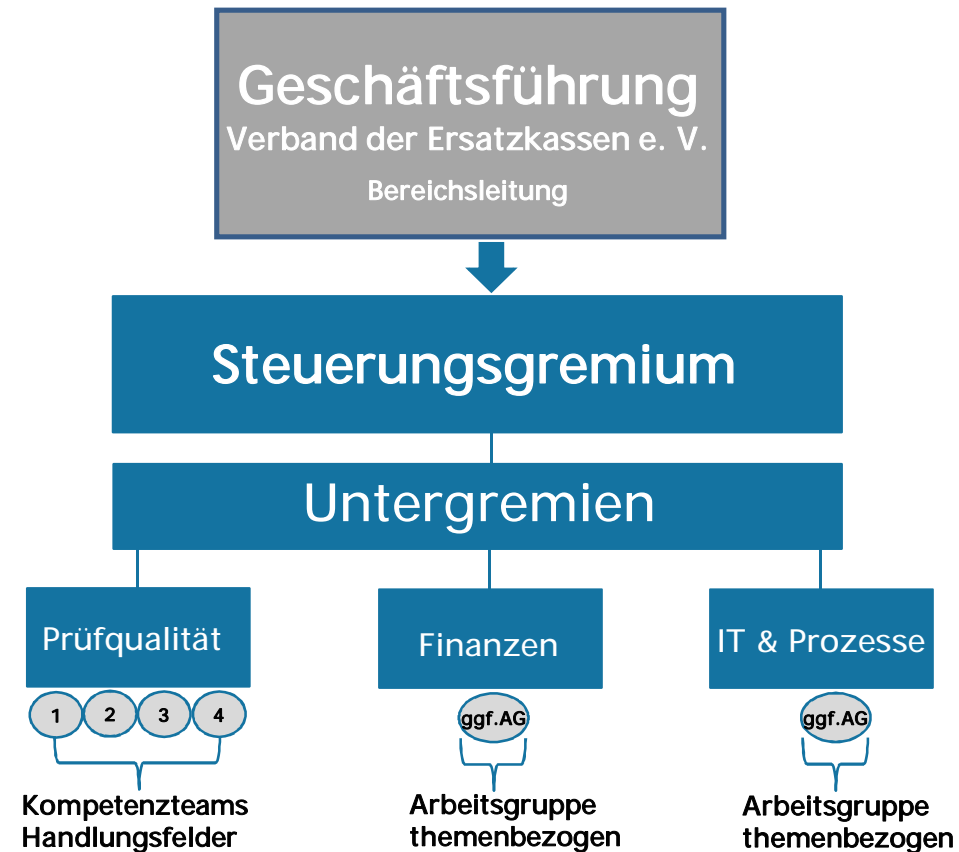 Geschäftsführung
Verband der Ersatzkassen e. V.
Bereichsleitung
Steuerungsgremium
Untergremien
Prüfqualität
Finanzen
IT & Prozesse
1 2 3 4
ggf.AG
ggf.AG
Kompetenzteams
Handlungsfelder
Arbeitsgruppe
themenbezogen
Arbeitsgruppe
themenbezogen